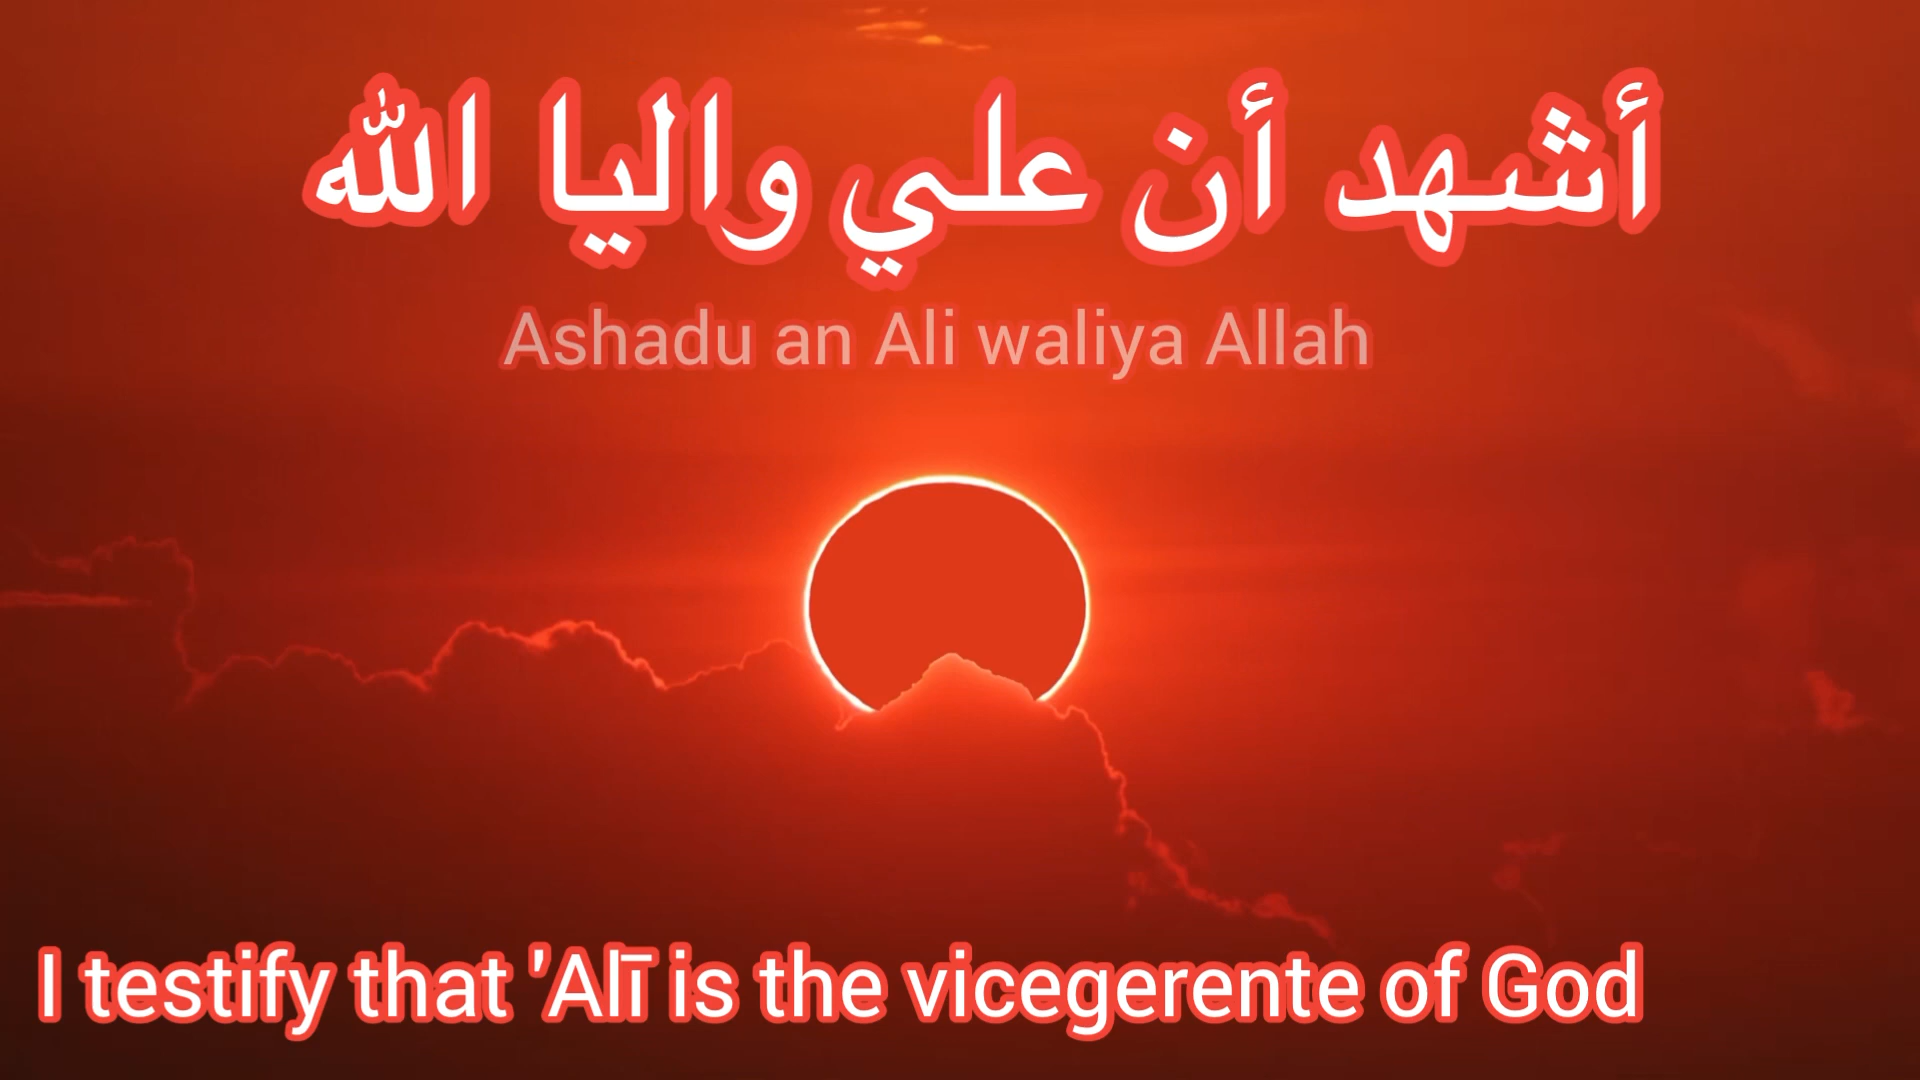 أشهد أن علي واليا الله
Ashadu an Ali waliya Allah
I testify that 'Alī is the vicegerente of God